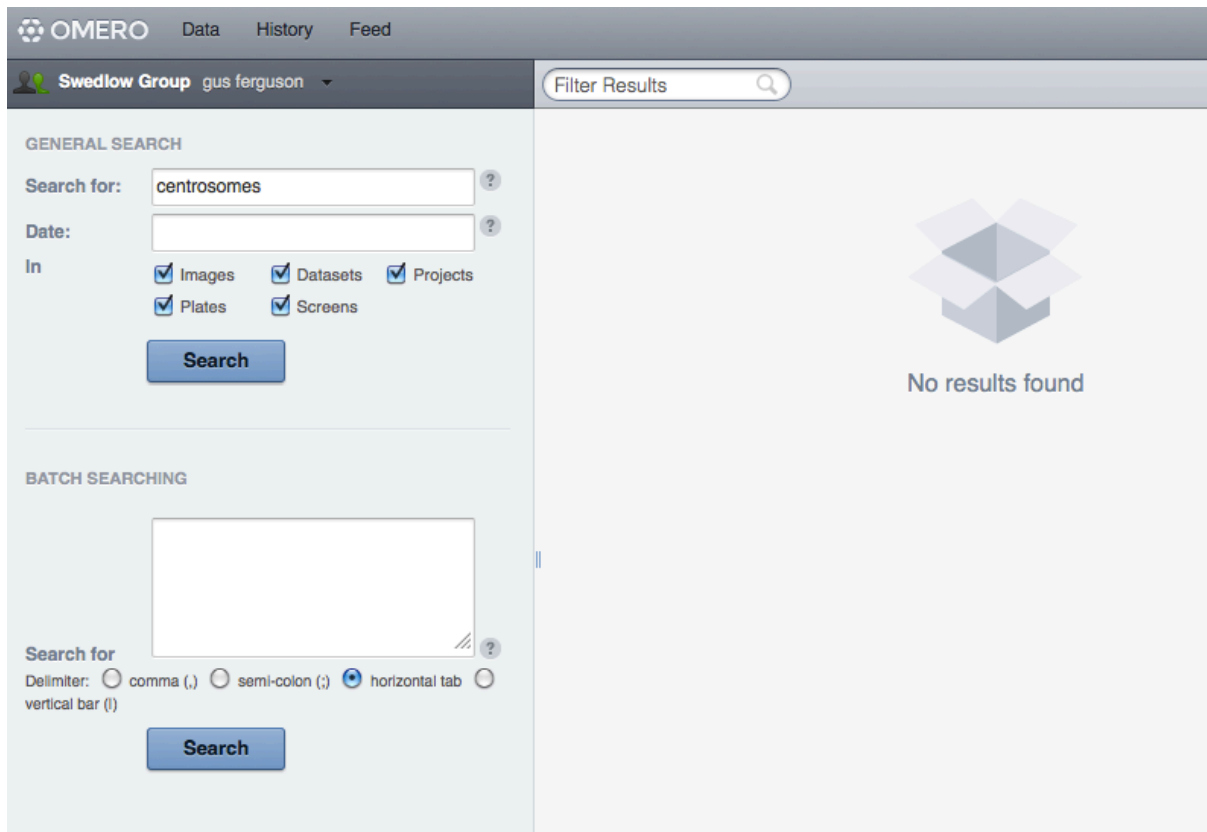 OMERO Data History Feed
Swedlow Group gus ferguson
Filter Results
GENERAL SEARCH
Search for: centrosomes ?
Date: ?
In Images Datasets Projects
Plates Screens
Search
No results found
BATCH SEARCHING
Search for ?
Delimiter: comma (,) semi-colon (;) horizontal tab
vertical bar (|)
Search